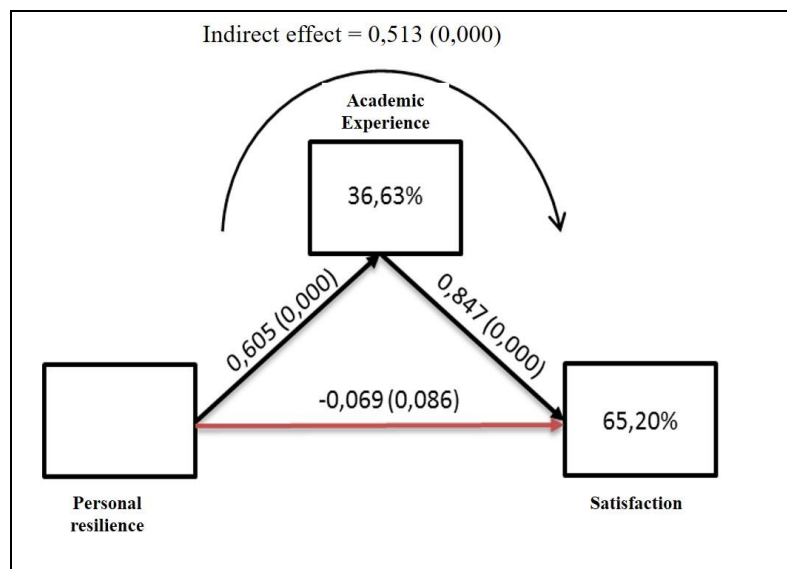 Indirect effect = 0,513 (0,000)
Academic
Experience
36,63%
0,605 (0,000)
0,847 (0,000)
-0,069 (0,086)
65,20%
Personal
resilience
Satisfaction